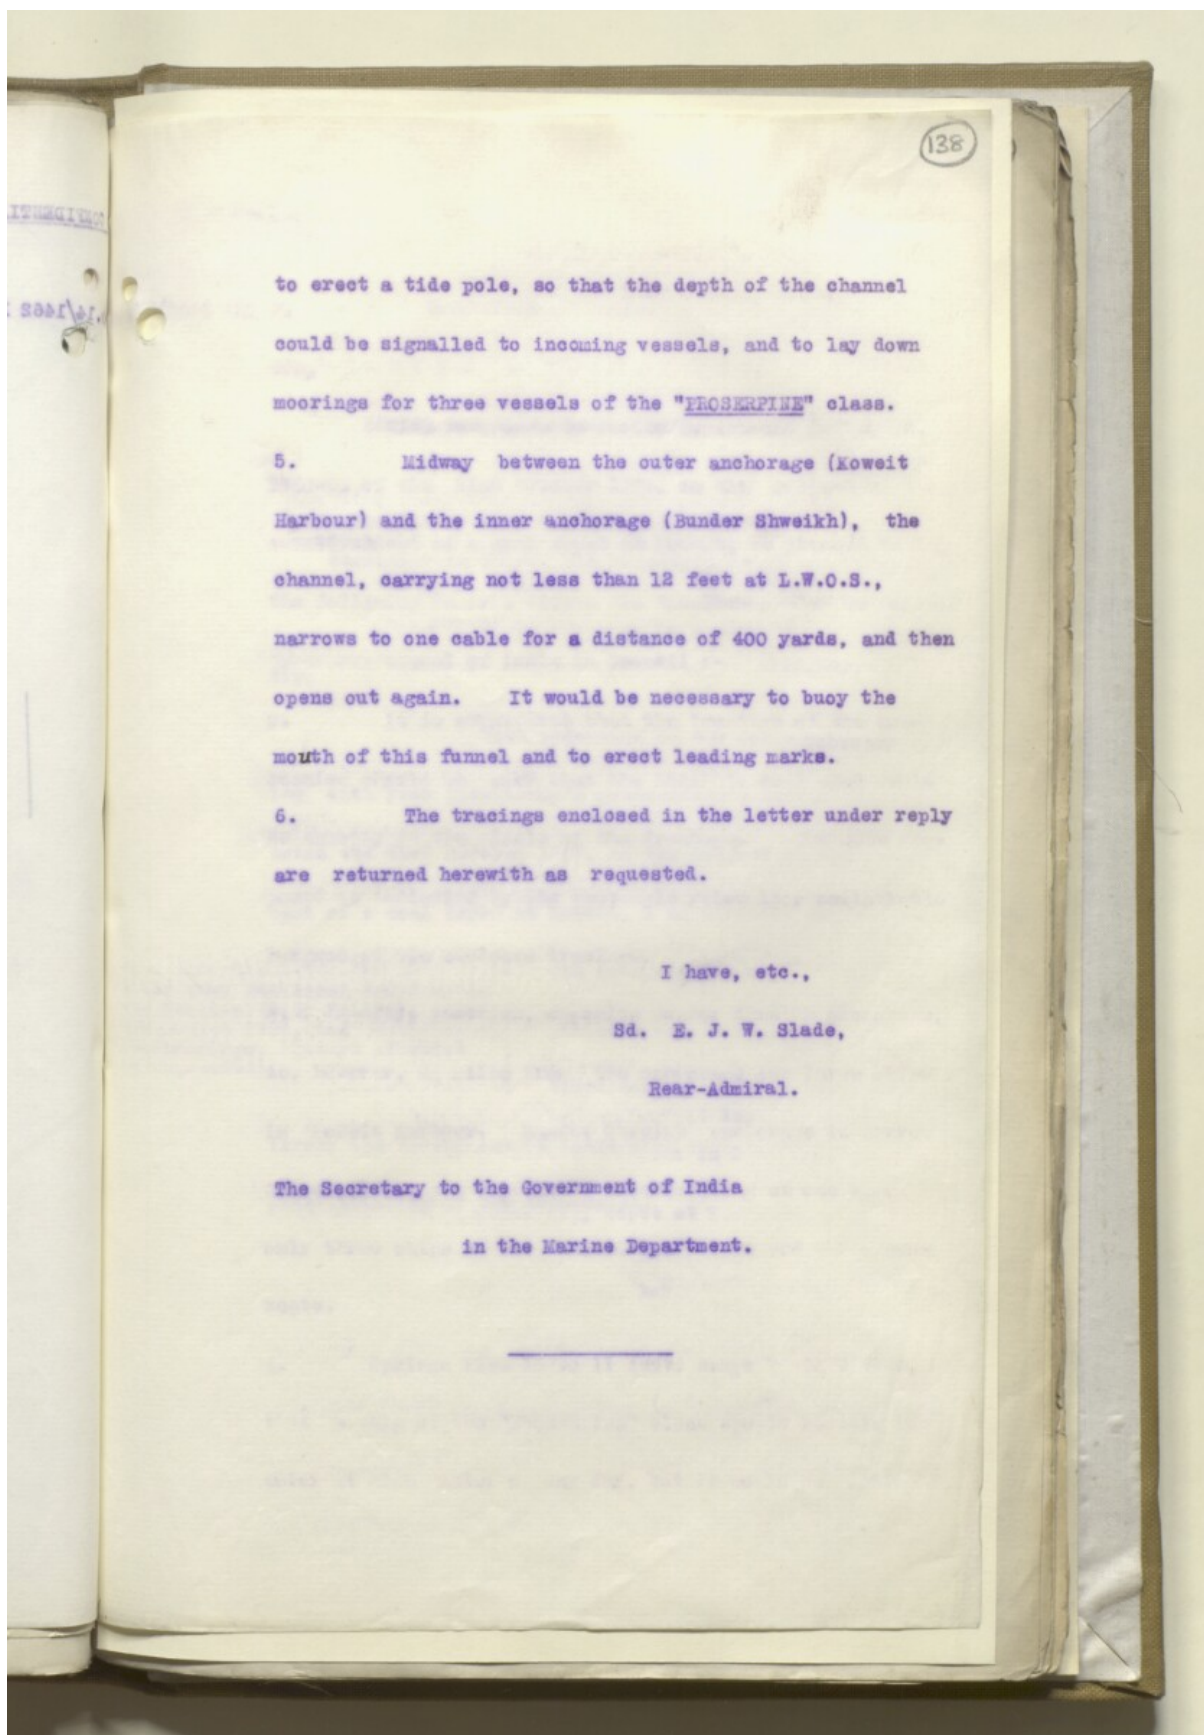 138
to erect a tide pole, so that the depth of the channel
could be signalled to incoming vessels, and to lay down
moorings for three vessels of the "PROSERPINE" class.
5. Midway between the outer anchorage (Koweit
Harbour) and the inner anchorage (Bunder Shweikh), the
channel, carrying not less than 12 feet at L.W.O.S.,
narrows to one cable for a distance of 400 yards, and then
opens out again. It would be necessary to buoy the
mouth of this funnel and to erect leading marks.
6. The tracings enclosed in the letter under reply
are returned herewith as requested.
I have, etc.,
Sd. E. J. W. Slade,
Rear-Admiral.
The Secretary to the Government of India
in the Marine Department.